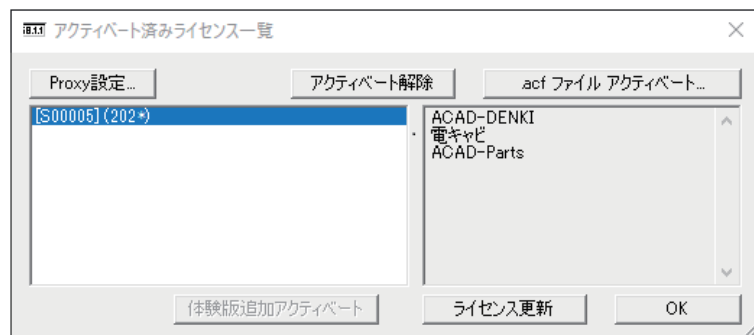 i8.1.1 アクティベート済みライセンス一覧
Proxy設定...
アクティベート解除
.acf ファイル アクティベート...
[S00005] (202*)
ACAD-DENKI
電キャビ
ACAD-Parts
体験版追加アクティベート
ライセンス更新
OK